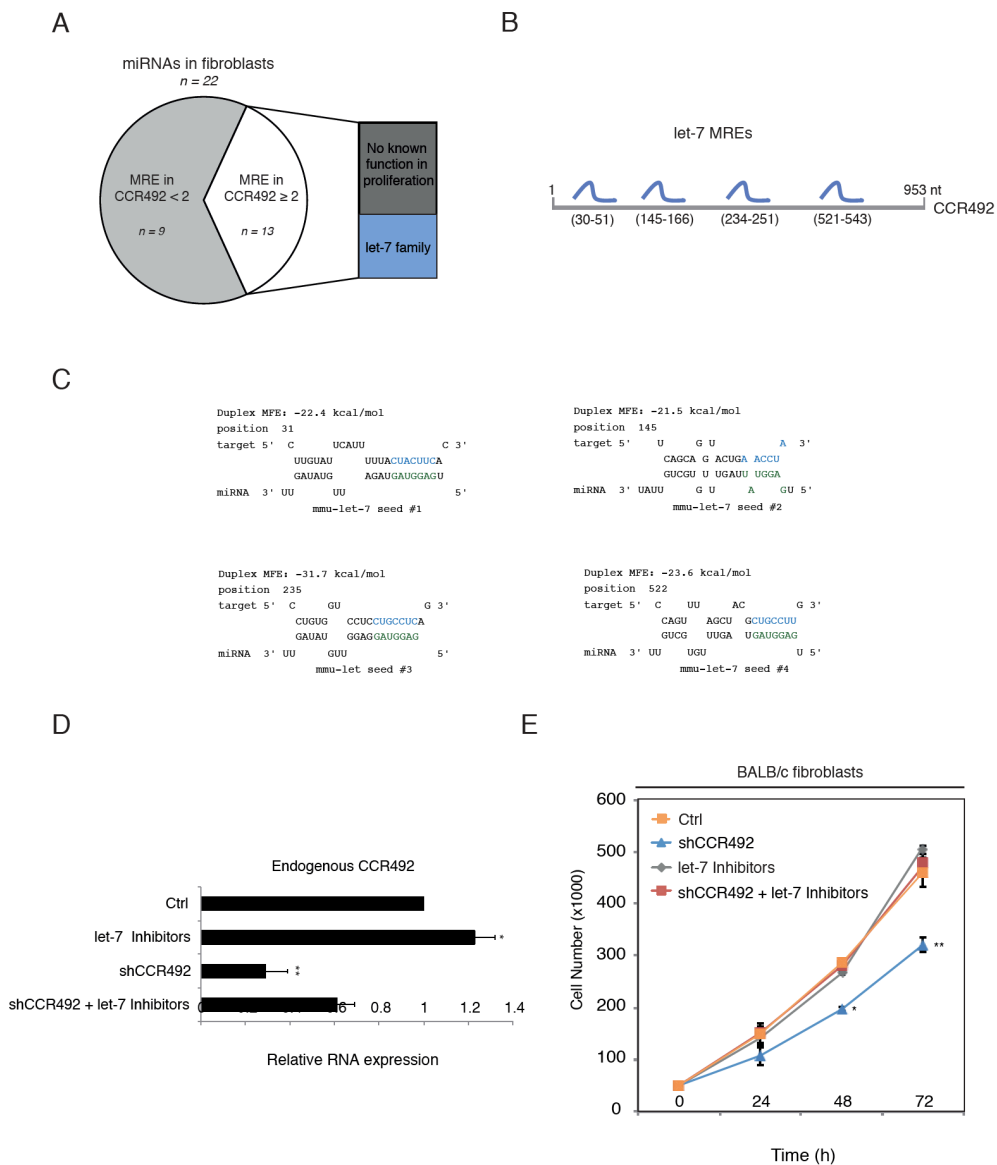 A
miRNAs in fibroblasts
n = 22
MRE in
CCR492 < 2
n = 9
MRE in
CCR492 ≥ 2
n = 13
No known
function in
proliferation
let-7 family
B
let-7 MREs
1
953 nt
CCR492
(30-51) (145-166) (234-251) (521-543)
C
Duplex MFE: -22.4 kcal/mol
position 31
target 5' C UCAUU C 3'
UUGUAU UUUACUACUUCA
GAUAUG AGAUGAUGGAGU
miRNA 3' UU UU 5'
mmu-let-7 seed #1
Duplex MFE: -21.5 kcal/mol
position 145
target 5' U G U A 3'
CAGCA G ACUGA ACCU
GUCGU U UGAUU UGGA
miRNA 3' UAUU G U A GU 5'
mmu-let-7 seed #2
Duplex MFE: -31.7 kcal/mol
position 235
target 5' C GU G 3'
CUGUG CCUCCUGCCUCA
GAUAU GGAGGAUGGAG
miRNA 3' UU GUU 5'
mmu-let seed #3
Duplex MFE: -23.6 kcal/mol
position 522
target 5' C UU AC G 3'
CAGU AGCU GCUGCCUU
GUCG UUGA UGAUGGAG
miRNA 3' UU UGU U 5'
mmu-let-7 seed #4
D
Endogenous CCR492
Ctrl
let-7 Inhibitors
*
shCCR492
**
shCCR492 + let-7 Inhibitors
0 0.2 0.4 0.6 0.8 1 1.2 1.4
Relative RNA expression
E
BALB/c fibroblasts
600
500
400
300
200
100
0
Cell Number (x1000)
Ctrl
shCCR492
let-7 Inhibitors
shCCR492 + let-7 Inhibitors
**
*
0 24 48 72
Time (h)